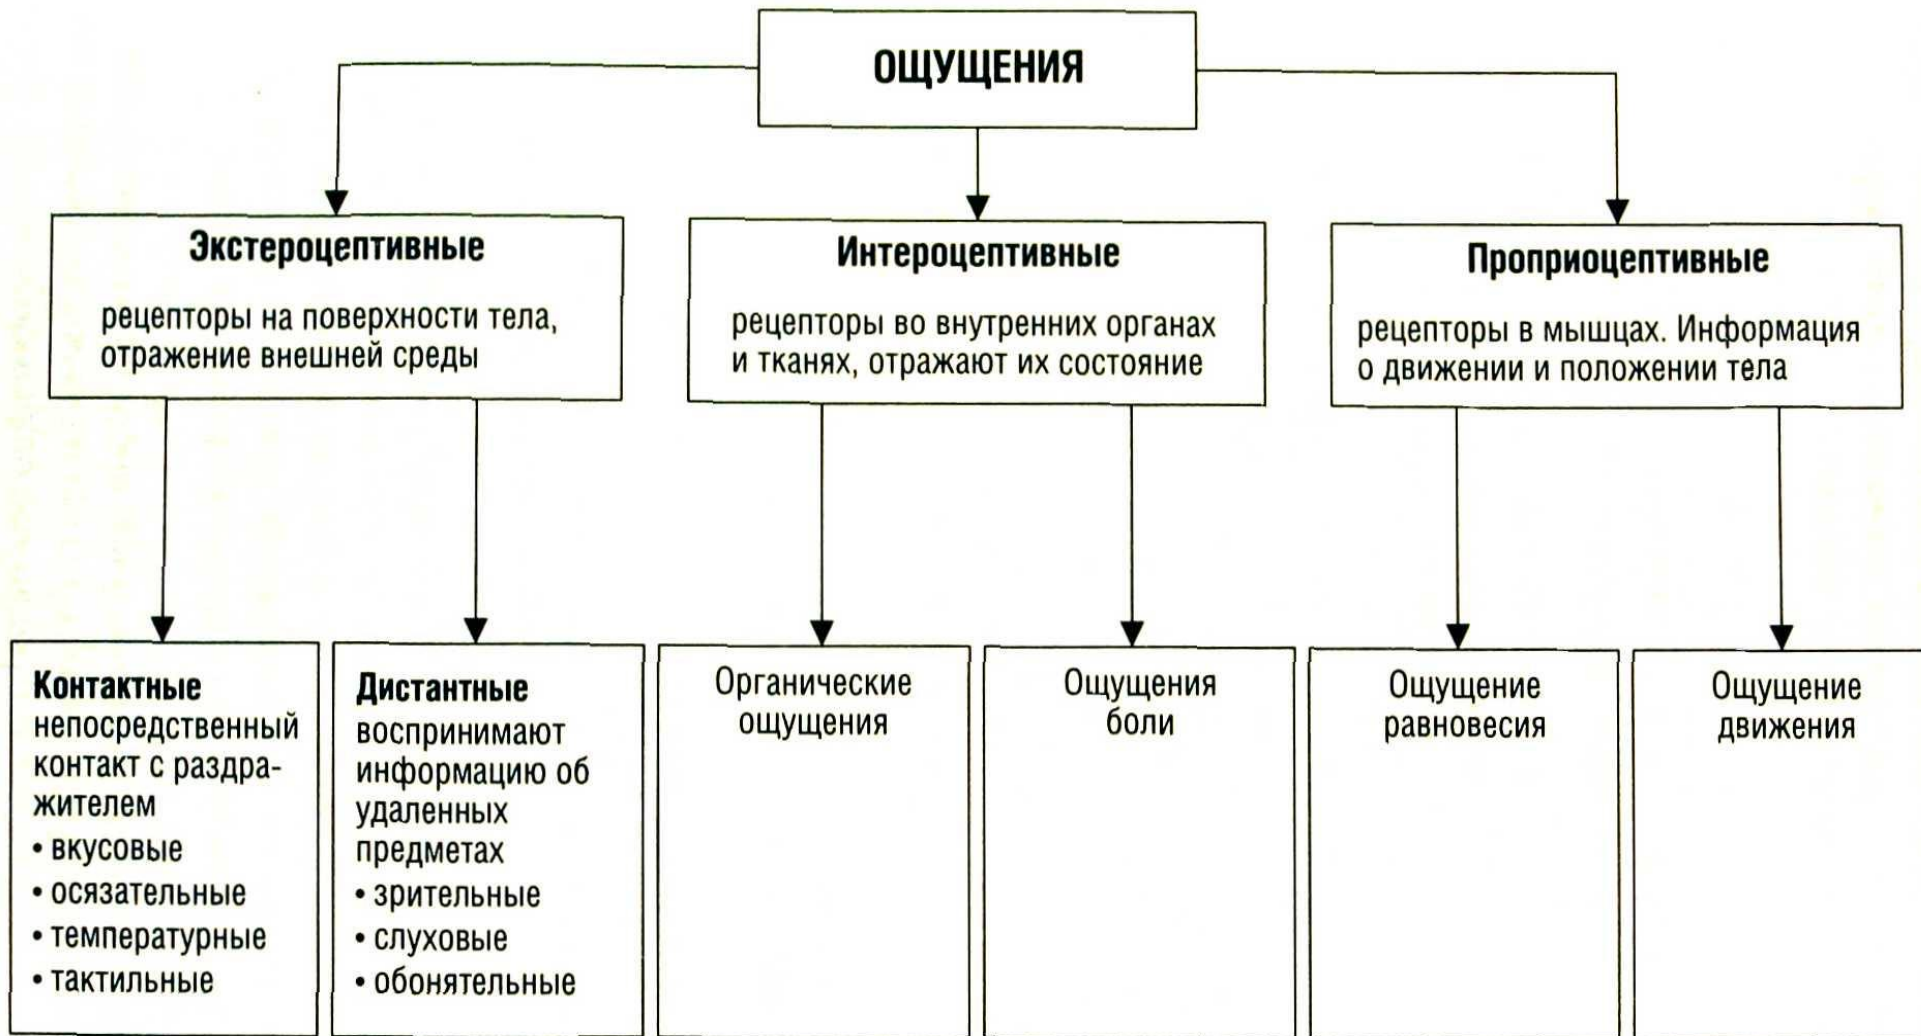 ОЩУЩЕНИЯ
Экстероцептивные
рецепторы на поверхности тела,
отражение внешней среды
Интероцептивные
рецепторы во внутренних органах
и тканях, отражают их состояние
Проприоцептивные
рецепторы в мышцах. Информация
о движении и положении тела
Контактные
непосредственный
контакт с раздра-
жителем
• вкусовые
• осязательные
• температурные
• тактильные
Дистантные
воспринимают
информацию об
удаленных
предметах
• зрительные
• слуховые
• обонятельные
Органические
ощущения
Ощущения
боли
Ощущение
равновесия
Ощущение
движения